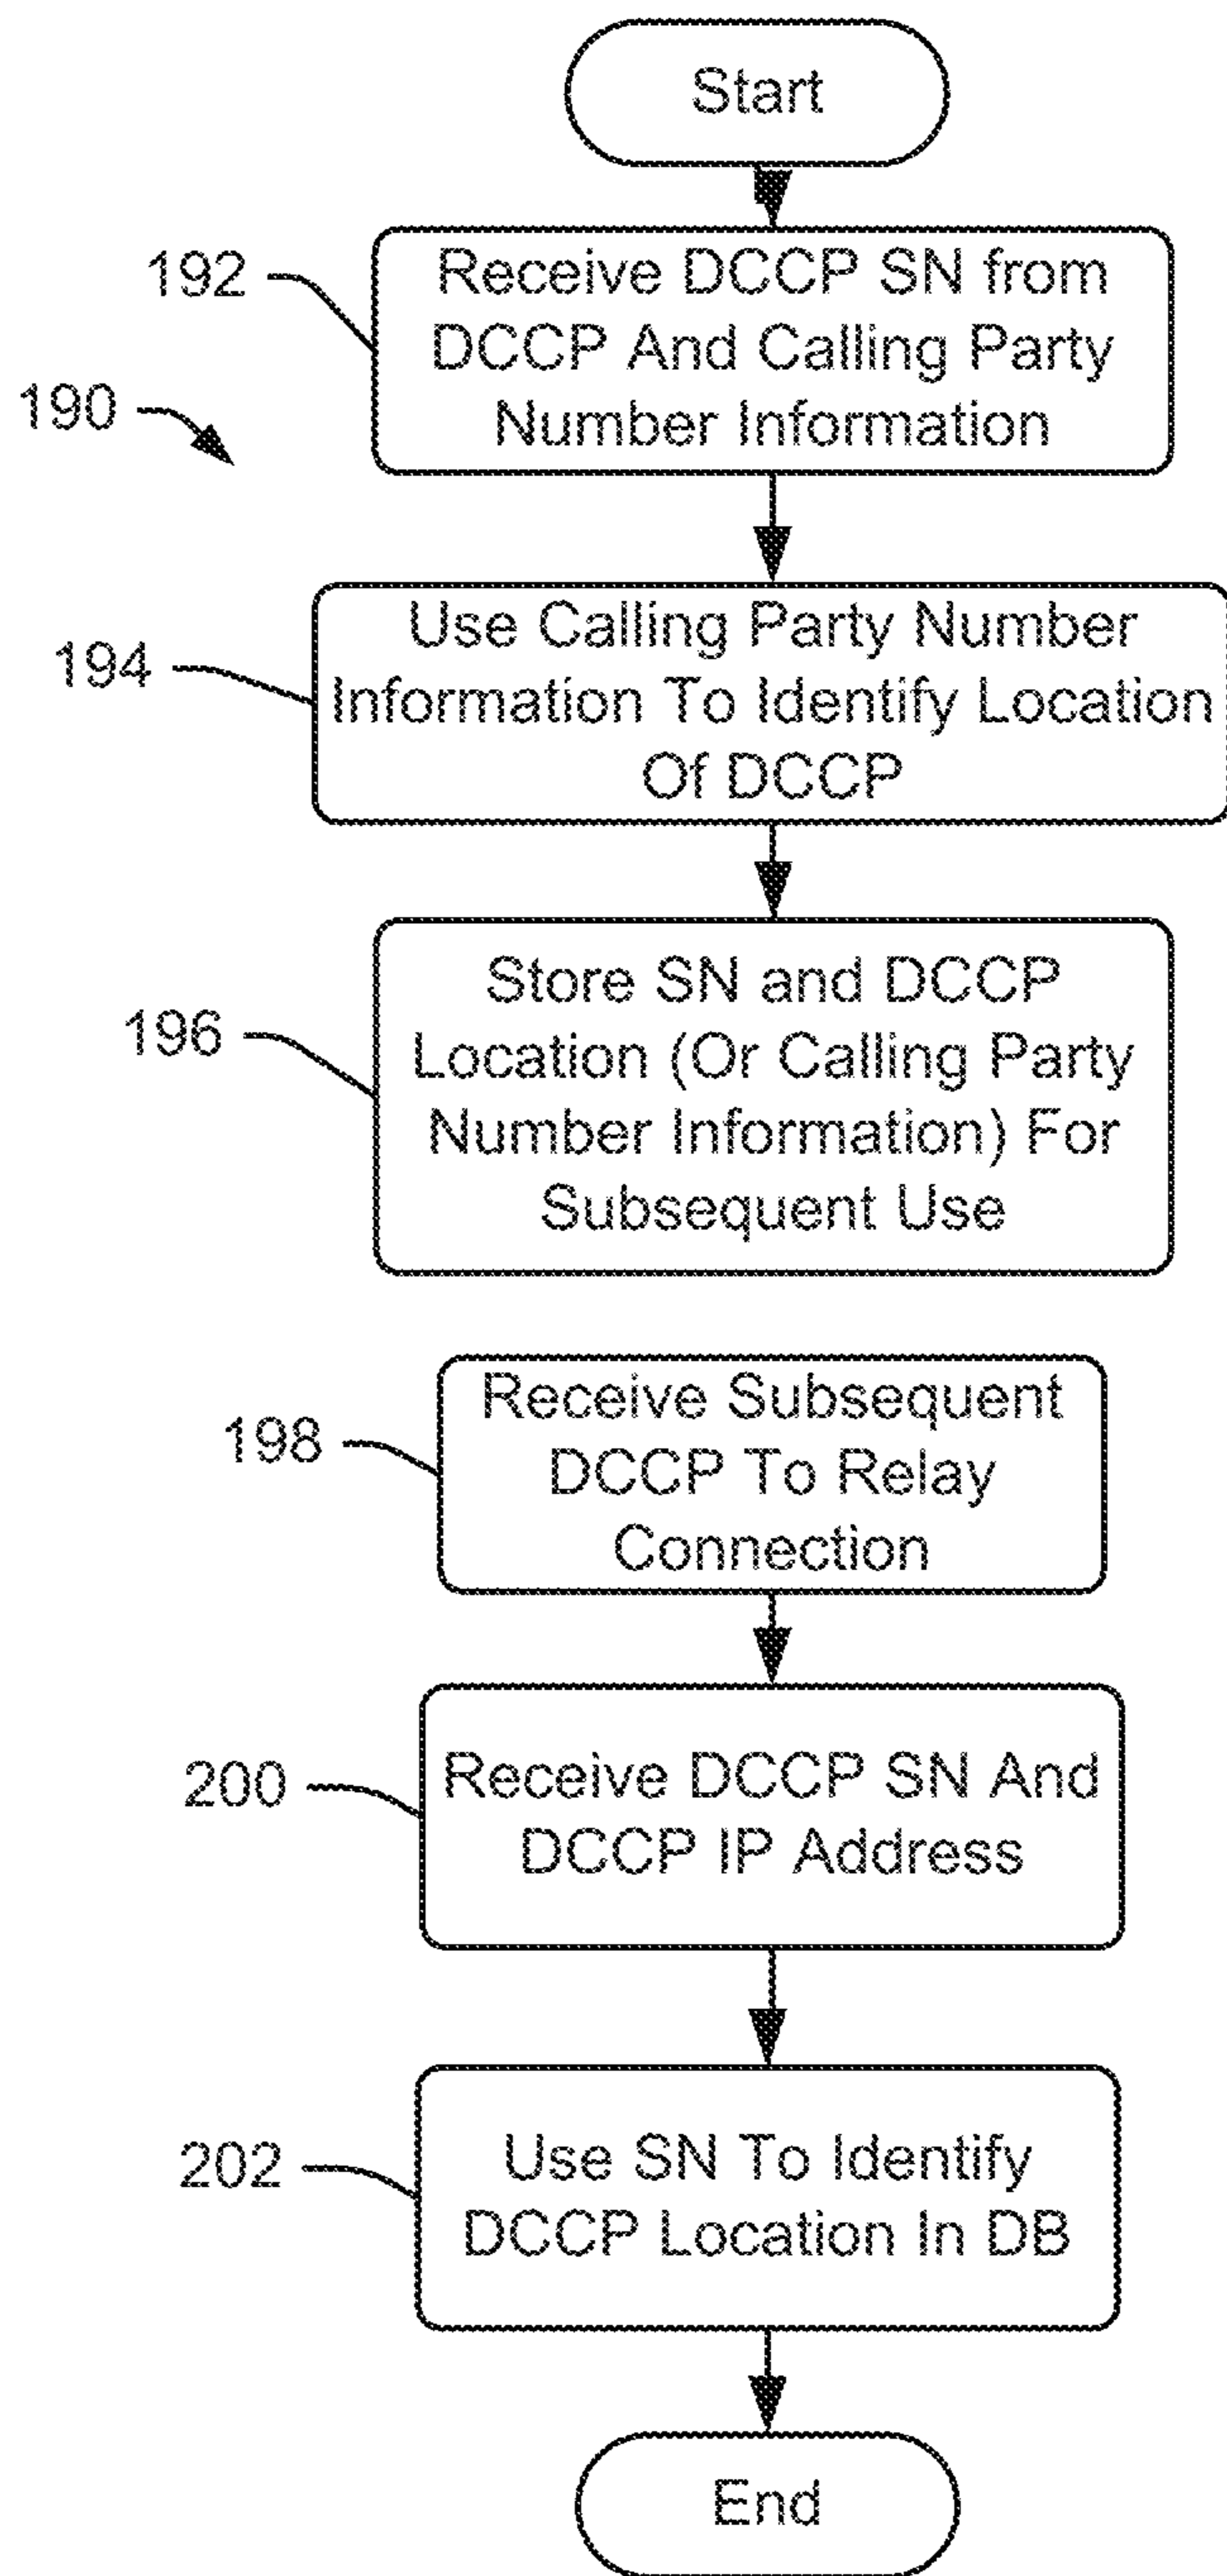 Start
192
Receive DCCP SN from
DCCP And Calling Party
Number Information
190
194
Use Calling Party Number
Information To Identify Location
Of DCCP
196
Store SN and DCCP
Location (Or Calling Party
Number Information) For
Subsequent Use
198
Receive Subsequent
DCCP To Relay
Connection
200
Receive DCCP SN And
DCCP IP Address
202
Use SN To Identify
DCCP Location In DB
End